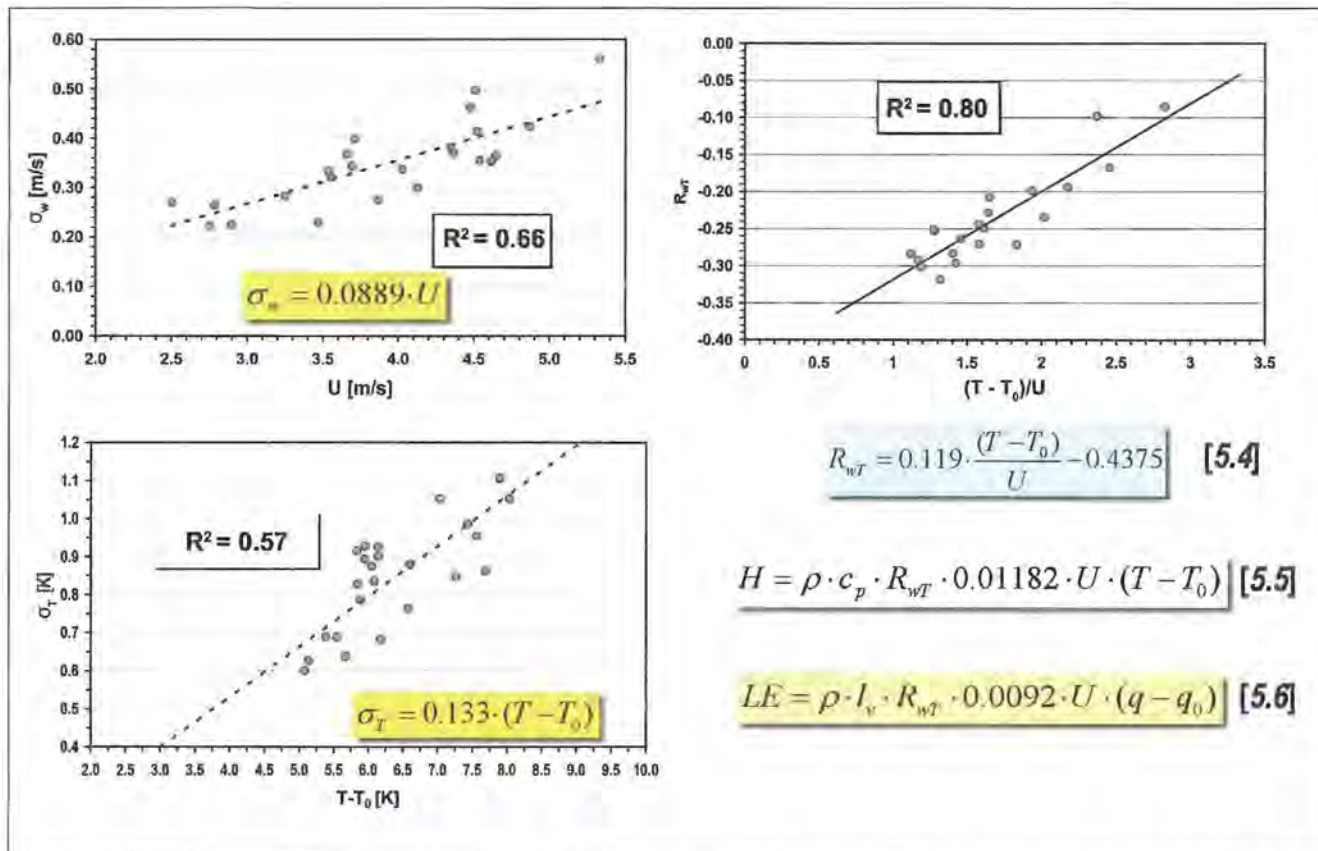 0.60
0.50
0.40
0.30
0.20
0.10
0.00
σw [m/s]
R² = 0.66
σw = 0.0889·U
2.0 2.5 3.0 3.5 4.0 4.5 5.0 5.5
U [m/s]
0.00
-0.05
-0.10
-0.15
-0.20
-0.25
-0.30
-0.35
-0.40
RwT
R² = 0.80
0 0.5 1 1.5 2 2.5 3 3.5
(T - T₀)/U
1.2
1.1
1.0
0.9
0.8
0.7
0.6
0.5
0.4
σT [K]
R² = 0.57
σT = 0.133·(T−T₀)
2.0 2.5 3.0 3.5 4.0 4.5 5.0 5.5 6.0 6.5 7.0 7.5 8.0 8.5 9.0 9.5 10.0
T-T₀ [K]
RwT = 0.119·(T−T₀)/U −0.4375 [5.4]
H = ρ·cp·RwT·0.01182·U·(T−T₀) [5.5]
LE = ρ·lv·RwT·0.0092·U·(q−q₀) [5.6]